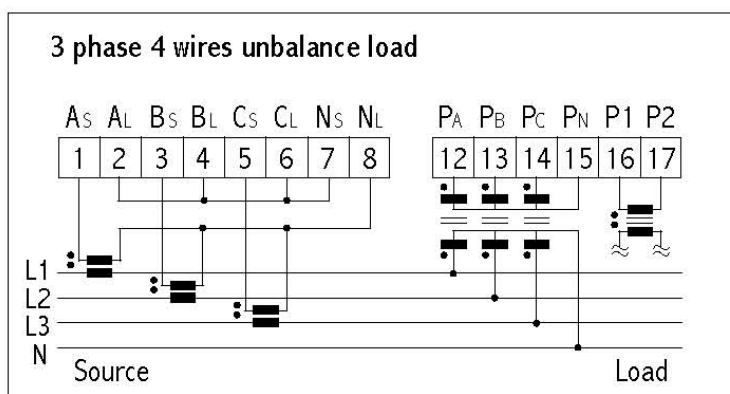 3 phase 4 wires unbalance load
AS AL BS BL CS CL NS NL PA PB PC PN P1 P2
1 2 3 4 5 6 7 8 12 13 14 15 16 17
L1
L2
L3
N
Source Load